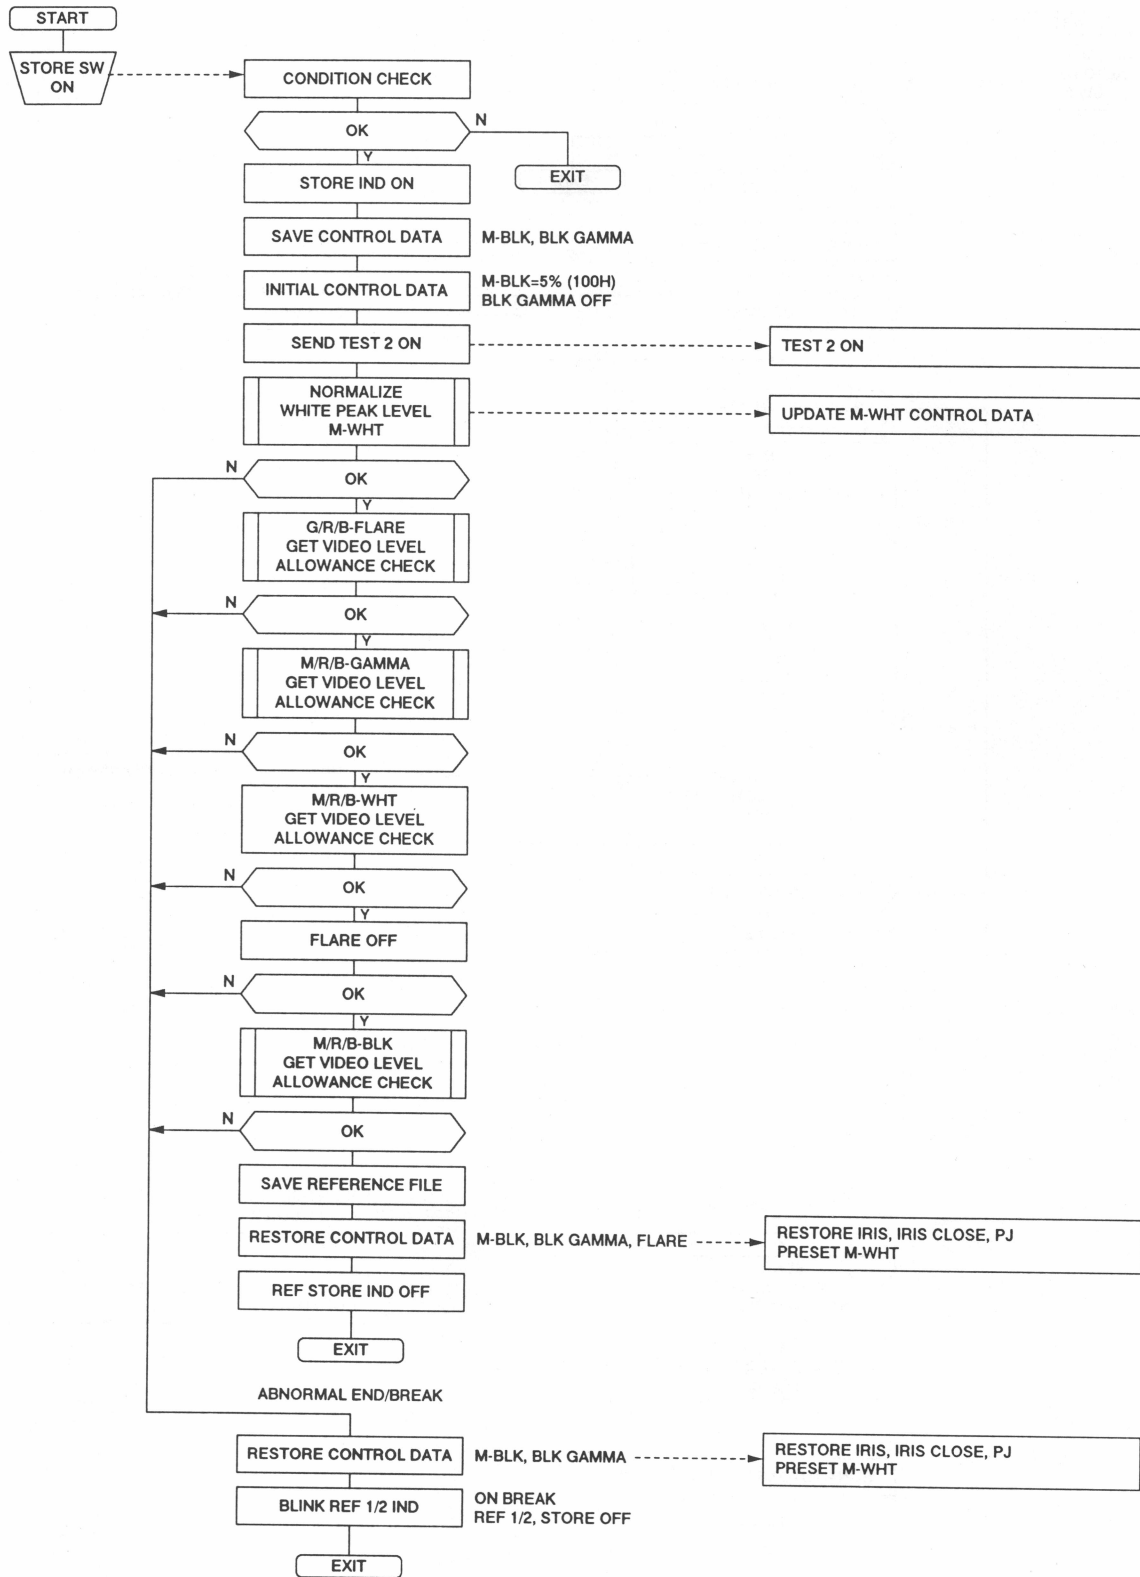 START
STORE SW
ON
CONDITION CHECK
OK
N
Y
EXIT
STORE IND ON
SAVE CONTROL DATA
M-BLK, BLK GAMMA
INITIAL CONTROL DATA
M-BLK=5% (100H)
BLK GAMMA OFF
SEND TEST 2 ON
TEST 2 ON
NORMALIZE
WHITE PEAK LEVEL
M-WHT
UPDATE M-WHT CONTROL DATA
N
OK
Y
G/R/B-FLARE
GET VIDEO LEVEL
ALLOWANCE CHECK
N
OK
Y
M/R/B-GAMMA
GET VIDEO LEVEL
ALLOWANCE CHECK
N
OK
Y
M/R/B-WHT
GET VIDEO LEVEL
ALLOWANCE CHECK
N
OK
Y
FLARE OFF
N
OK
Y
M/R/B-BLK
GET VIDEO LEVEL
ALLOWANCE CHECK
N
OK
SAVE REFERENCE FILE
RESTORE CONTROL DATA
M-BLK, BLK GAMMA, FLARE
RESTORE IRIS, IRIS CLOSE, PJ
PRESET M-WHT
REF STORE IND OFF
EXIT
ABNORMAL END/BREAK
RESTORE CONTROL DATA
M-BLK, BLK GAMMA
RESTORE IRIS, IRIS CLOSE, PJ
PRESET M-WHT
BLINK REF 1/2 IND
ON BREAK
REF 1/2, STORE OFF
EXIT